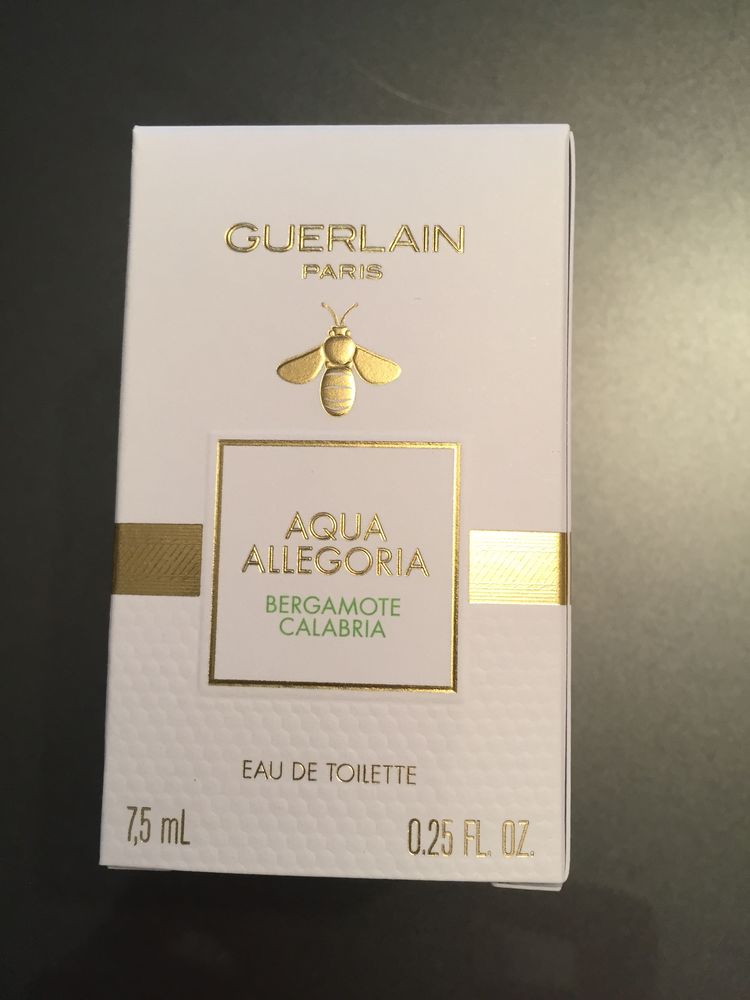 GUERLAIN
PARIS
AQUA
ALLEGORIA
BERGAMOTE
CALABRIA
EAU DE TOILETTE
7,5 mL 0.25 FL. OZ.